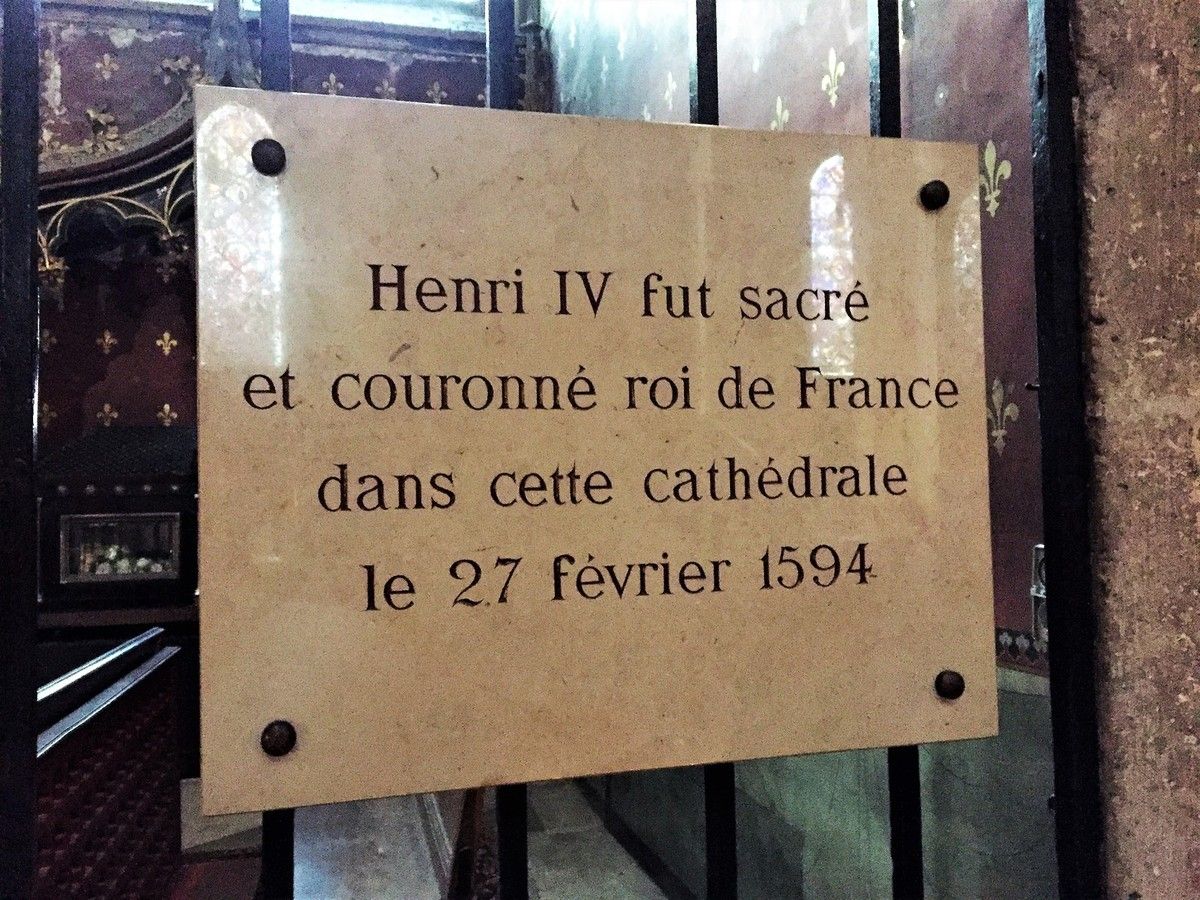 Henri IV fut sacré
et couronné roi de France
dans cette cathédrale
le 27 février 1594